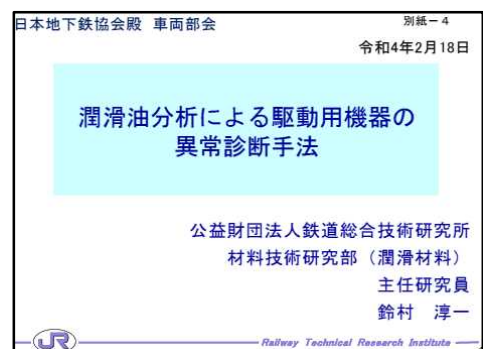 日本地下鉄協会殿 車両部会
別紙－4
令和4年2月18日
潤滑油分析による駆動用機器の
異常診断手法
公益財団法人鉄道総合技術研究所
材料技術研究部（潤滑材料）
主任研究員
鈴村 淳一
JR
Railway Technical Research Institute